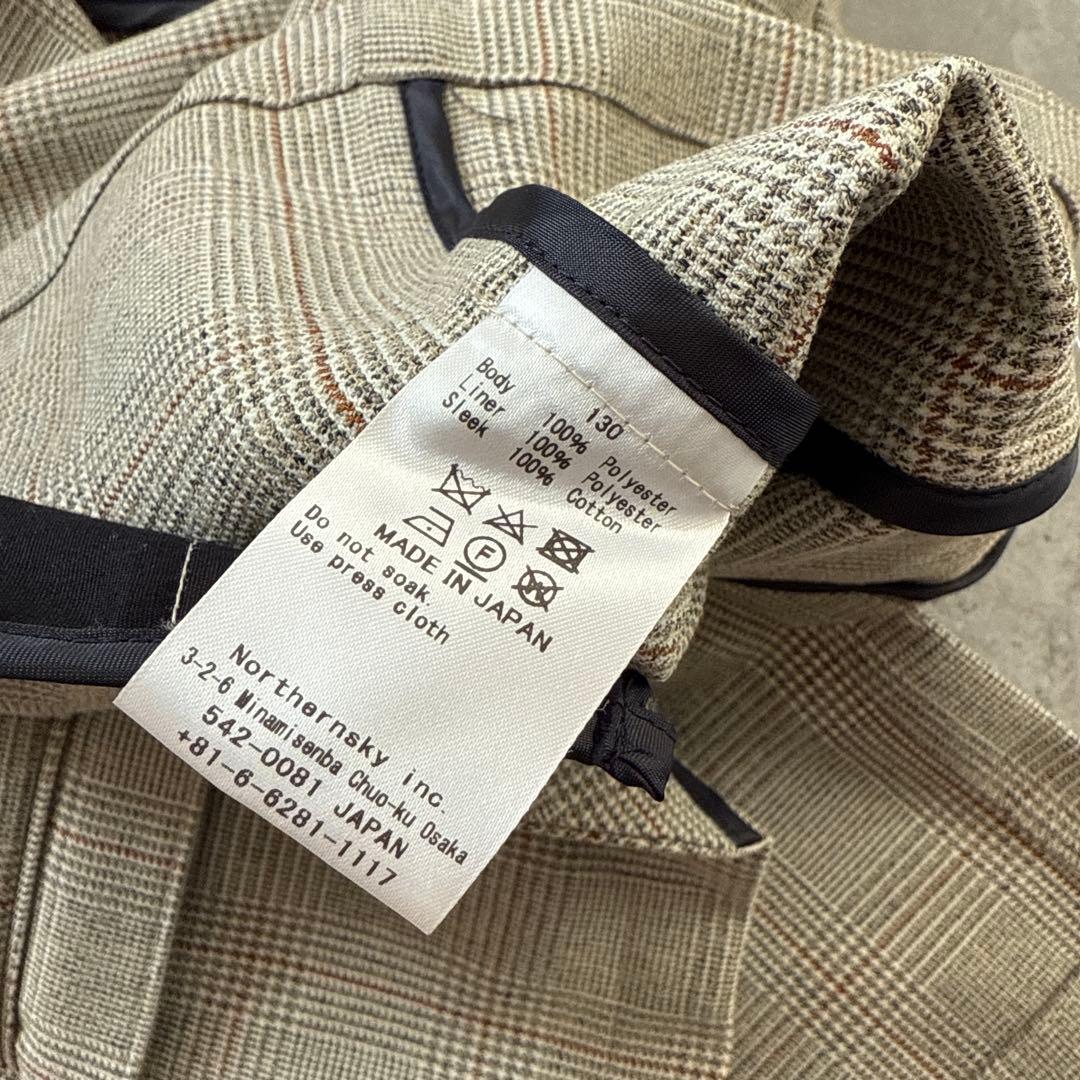 130
Body 100% Polyester
Liner 100% Polyester
Sleek 100% Cotton
F
W
MADE IN JAPAN
Do not soak.
Use press cloth
Northernsky inc.
3-2-6 Minamisenba Chuo-ku Osaka
542-0081 JAPAN
+81-6-6281-1117